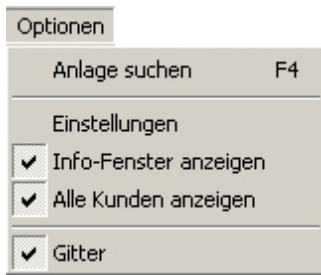 Optionen
Anlage suchen F4
Einstellungen
Info-Fenster anzeigen
Alle Kunden anzeigen
Gitter